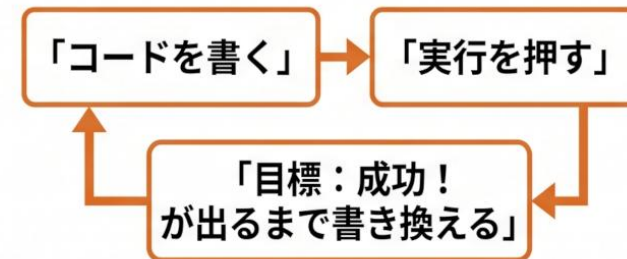 「コードを書く」
「実行を押す」
「目標：成功！
が出るまで書き換える」